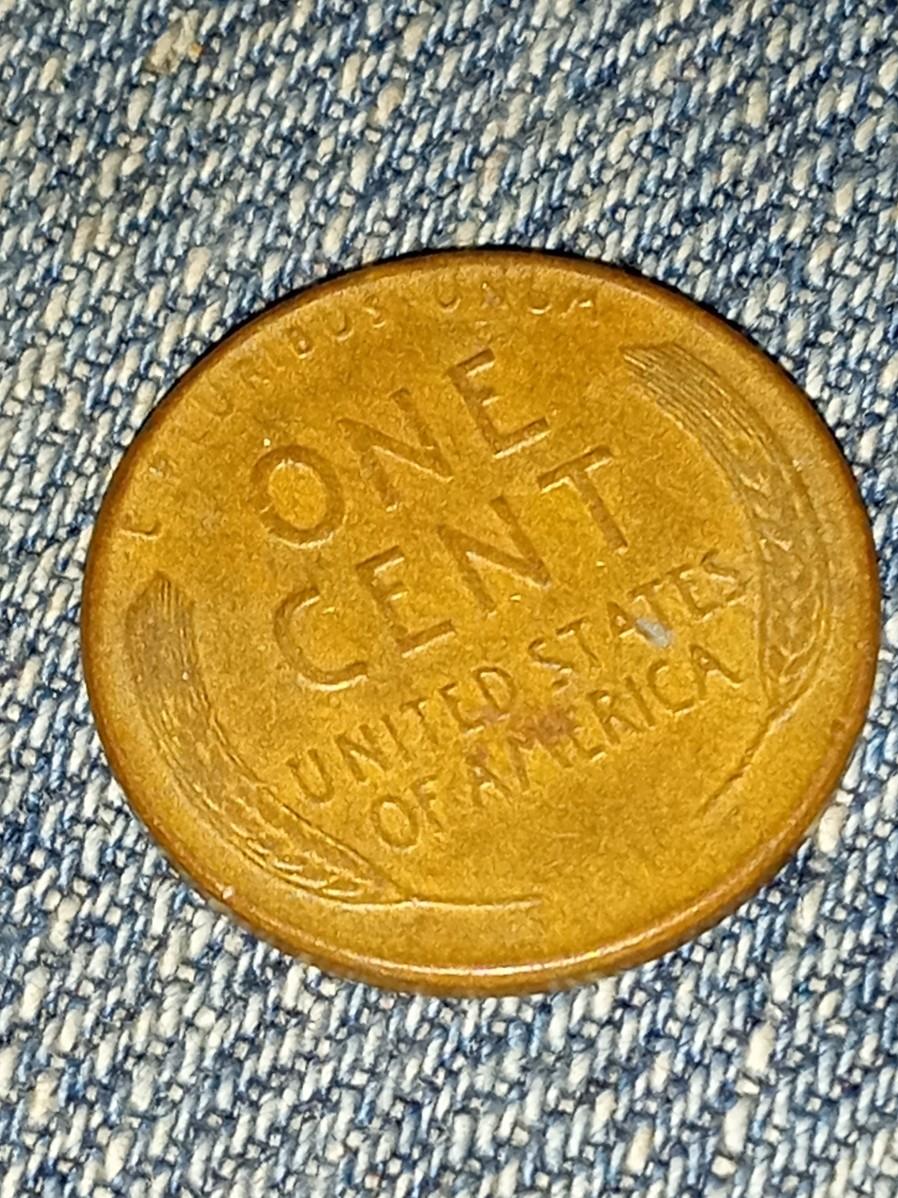 E PLURIBUS UNUM
ONE
CENT
UNITED STATES
OF AMERICA